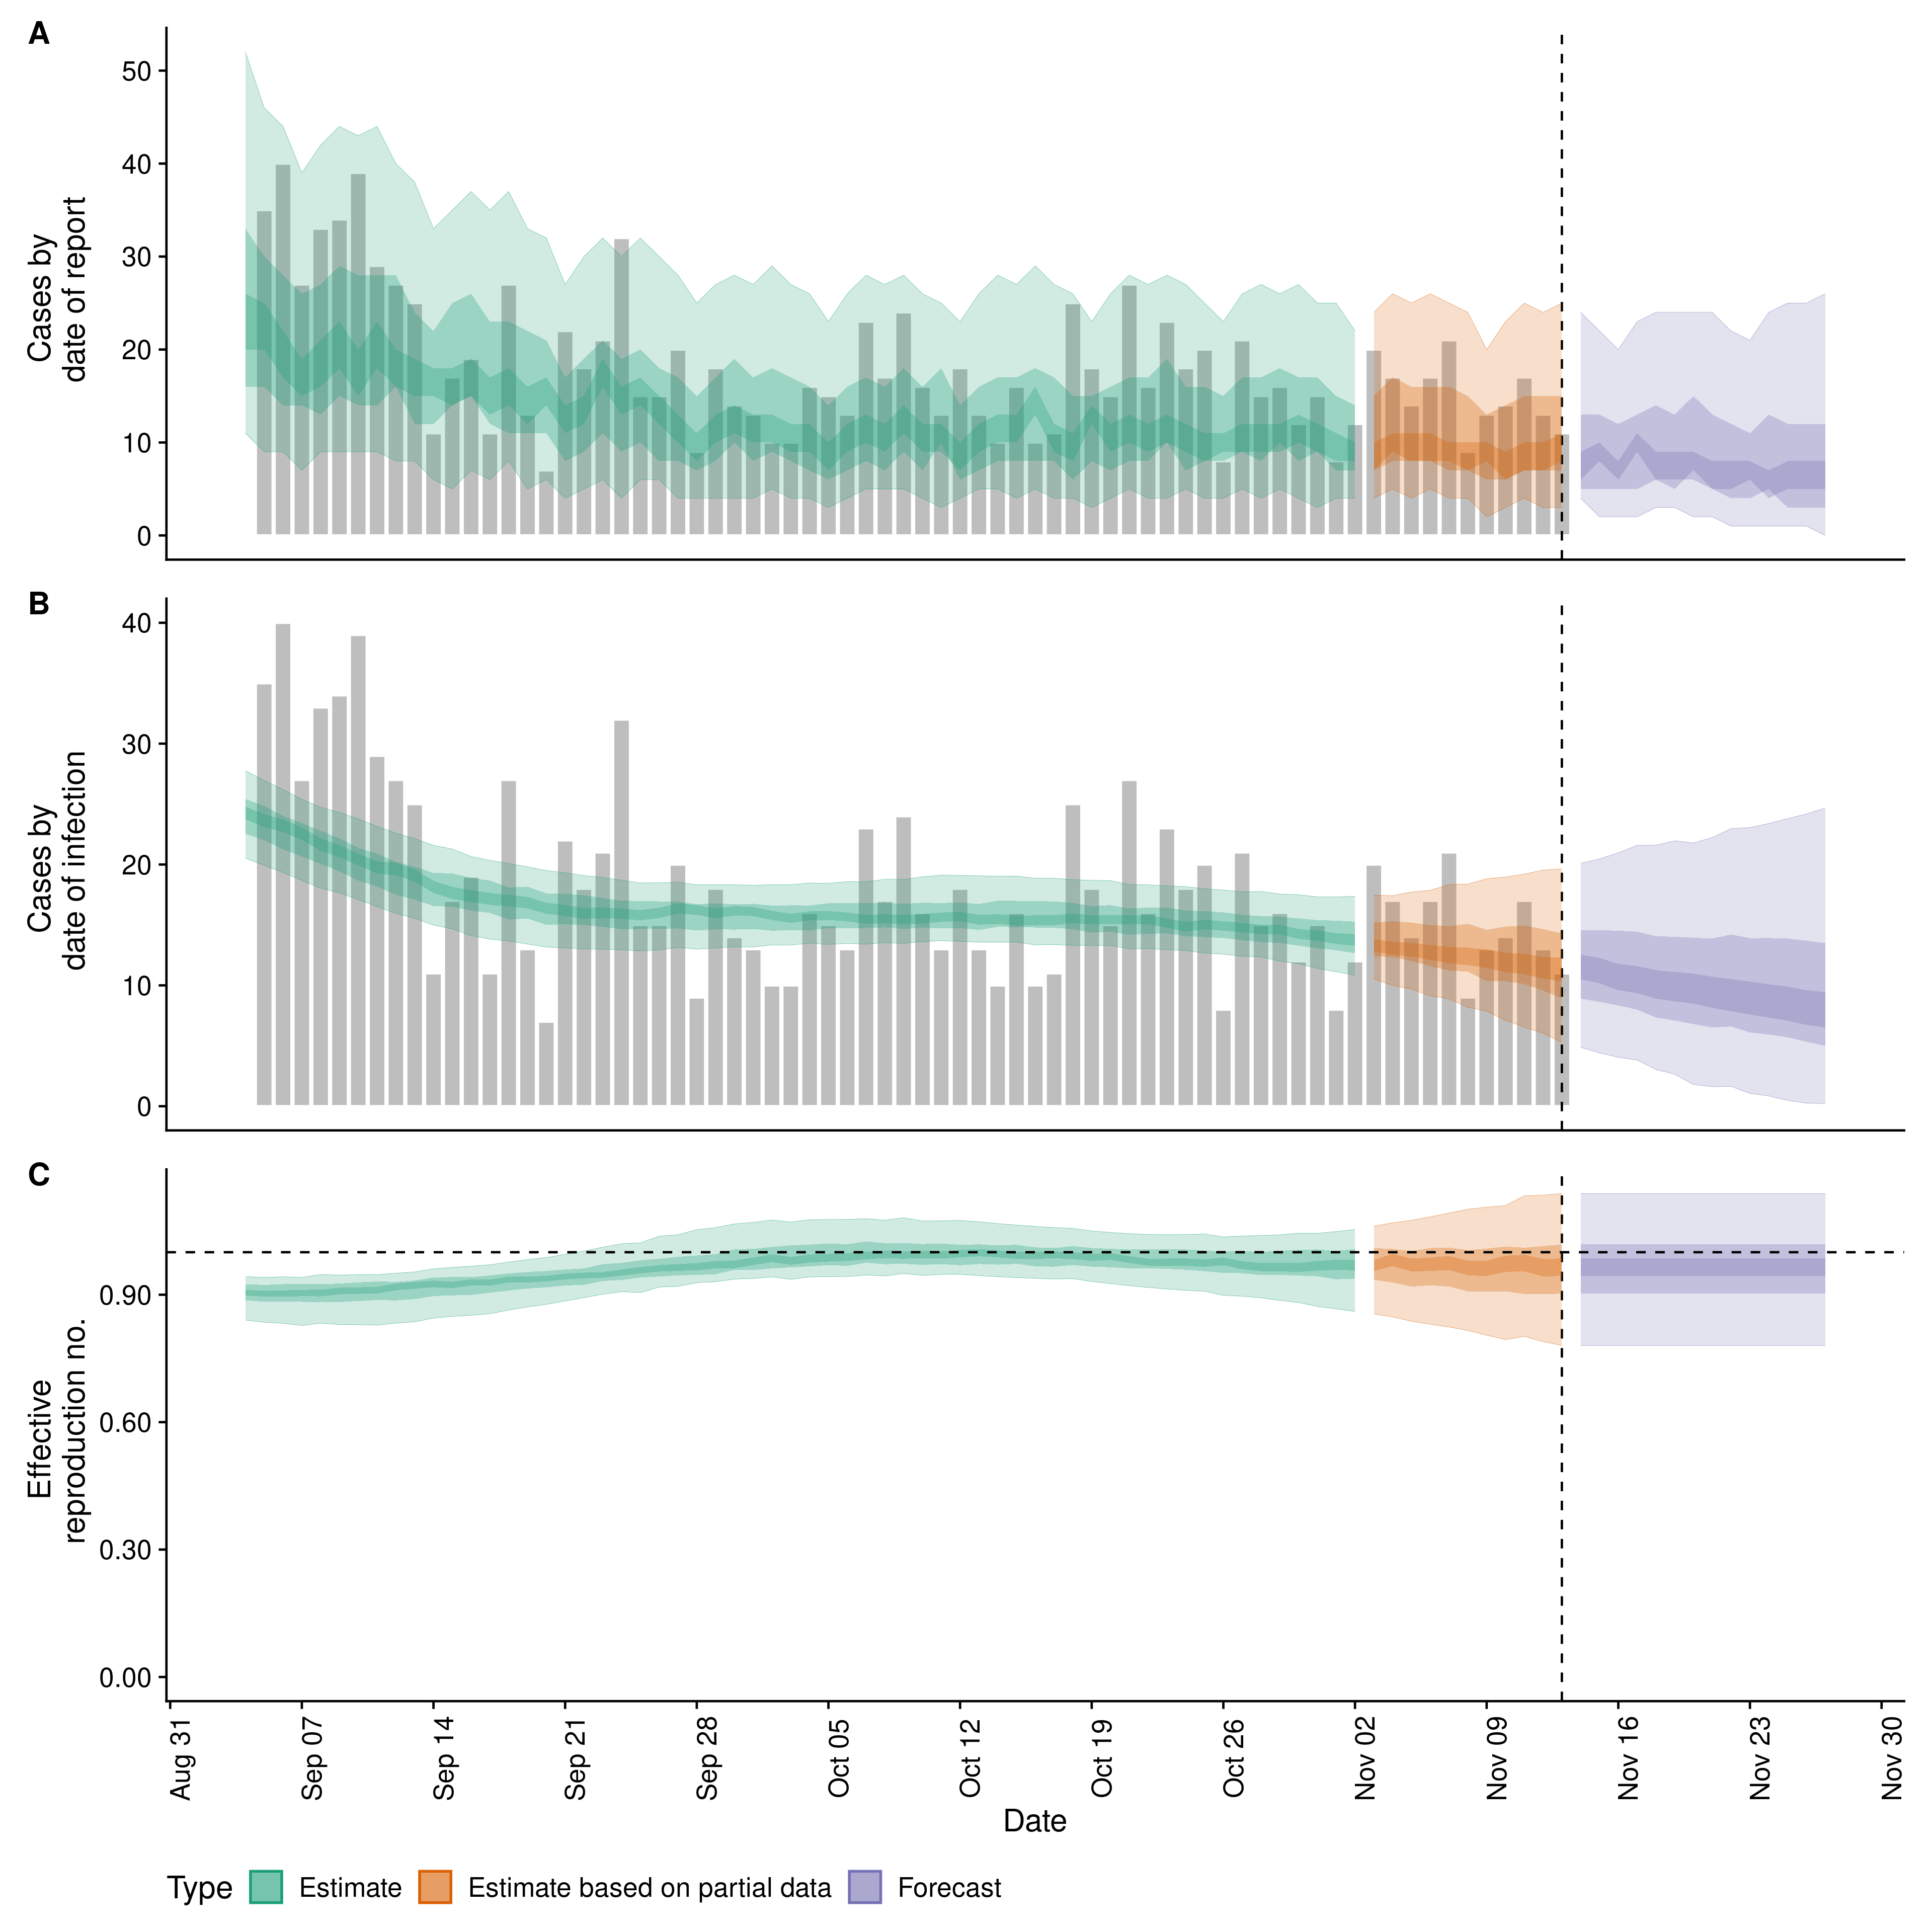 A
50
40
30
20
10
0
Cases by
date of report
B
40
30
20
10
0
Cases by
date of infection
C
0.90
0.60
0.30
0.00
Effective
reproduction no.
Aug 31
Sep 07
Sep 14
Sep 21
Sep 28
Oct 05
Oct 12
Oct 19
Oct 26
Nov 02
Nov 09
Nov 16
Nov 23
Nov 30
Date
Type Estimate Estimate based on partial data Forecast